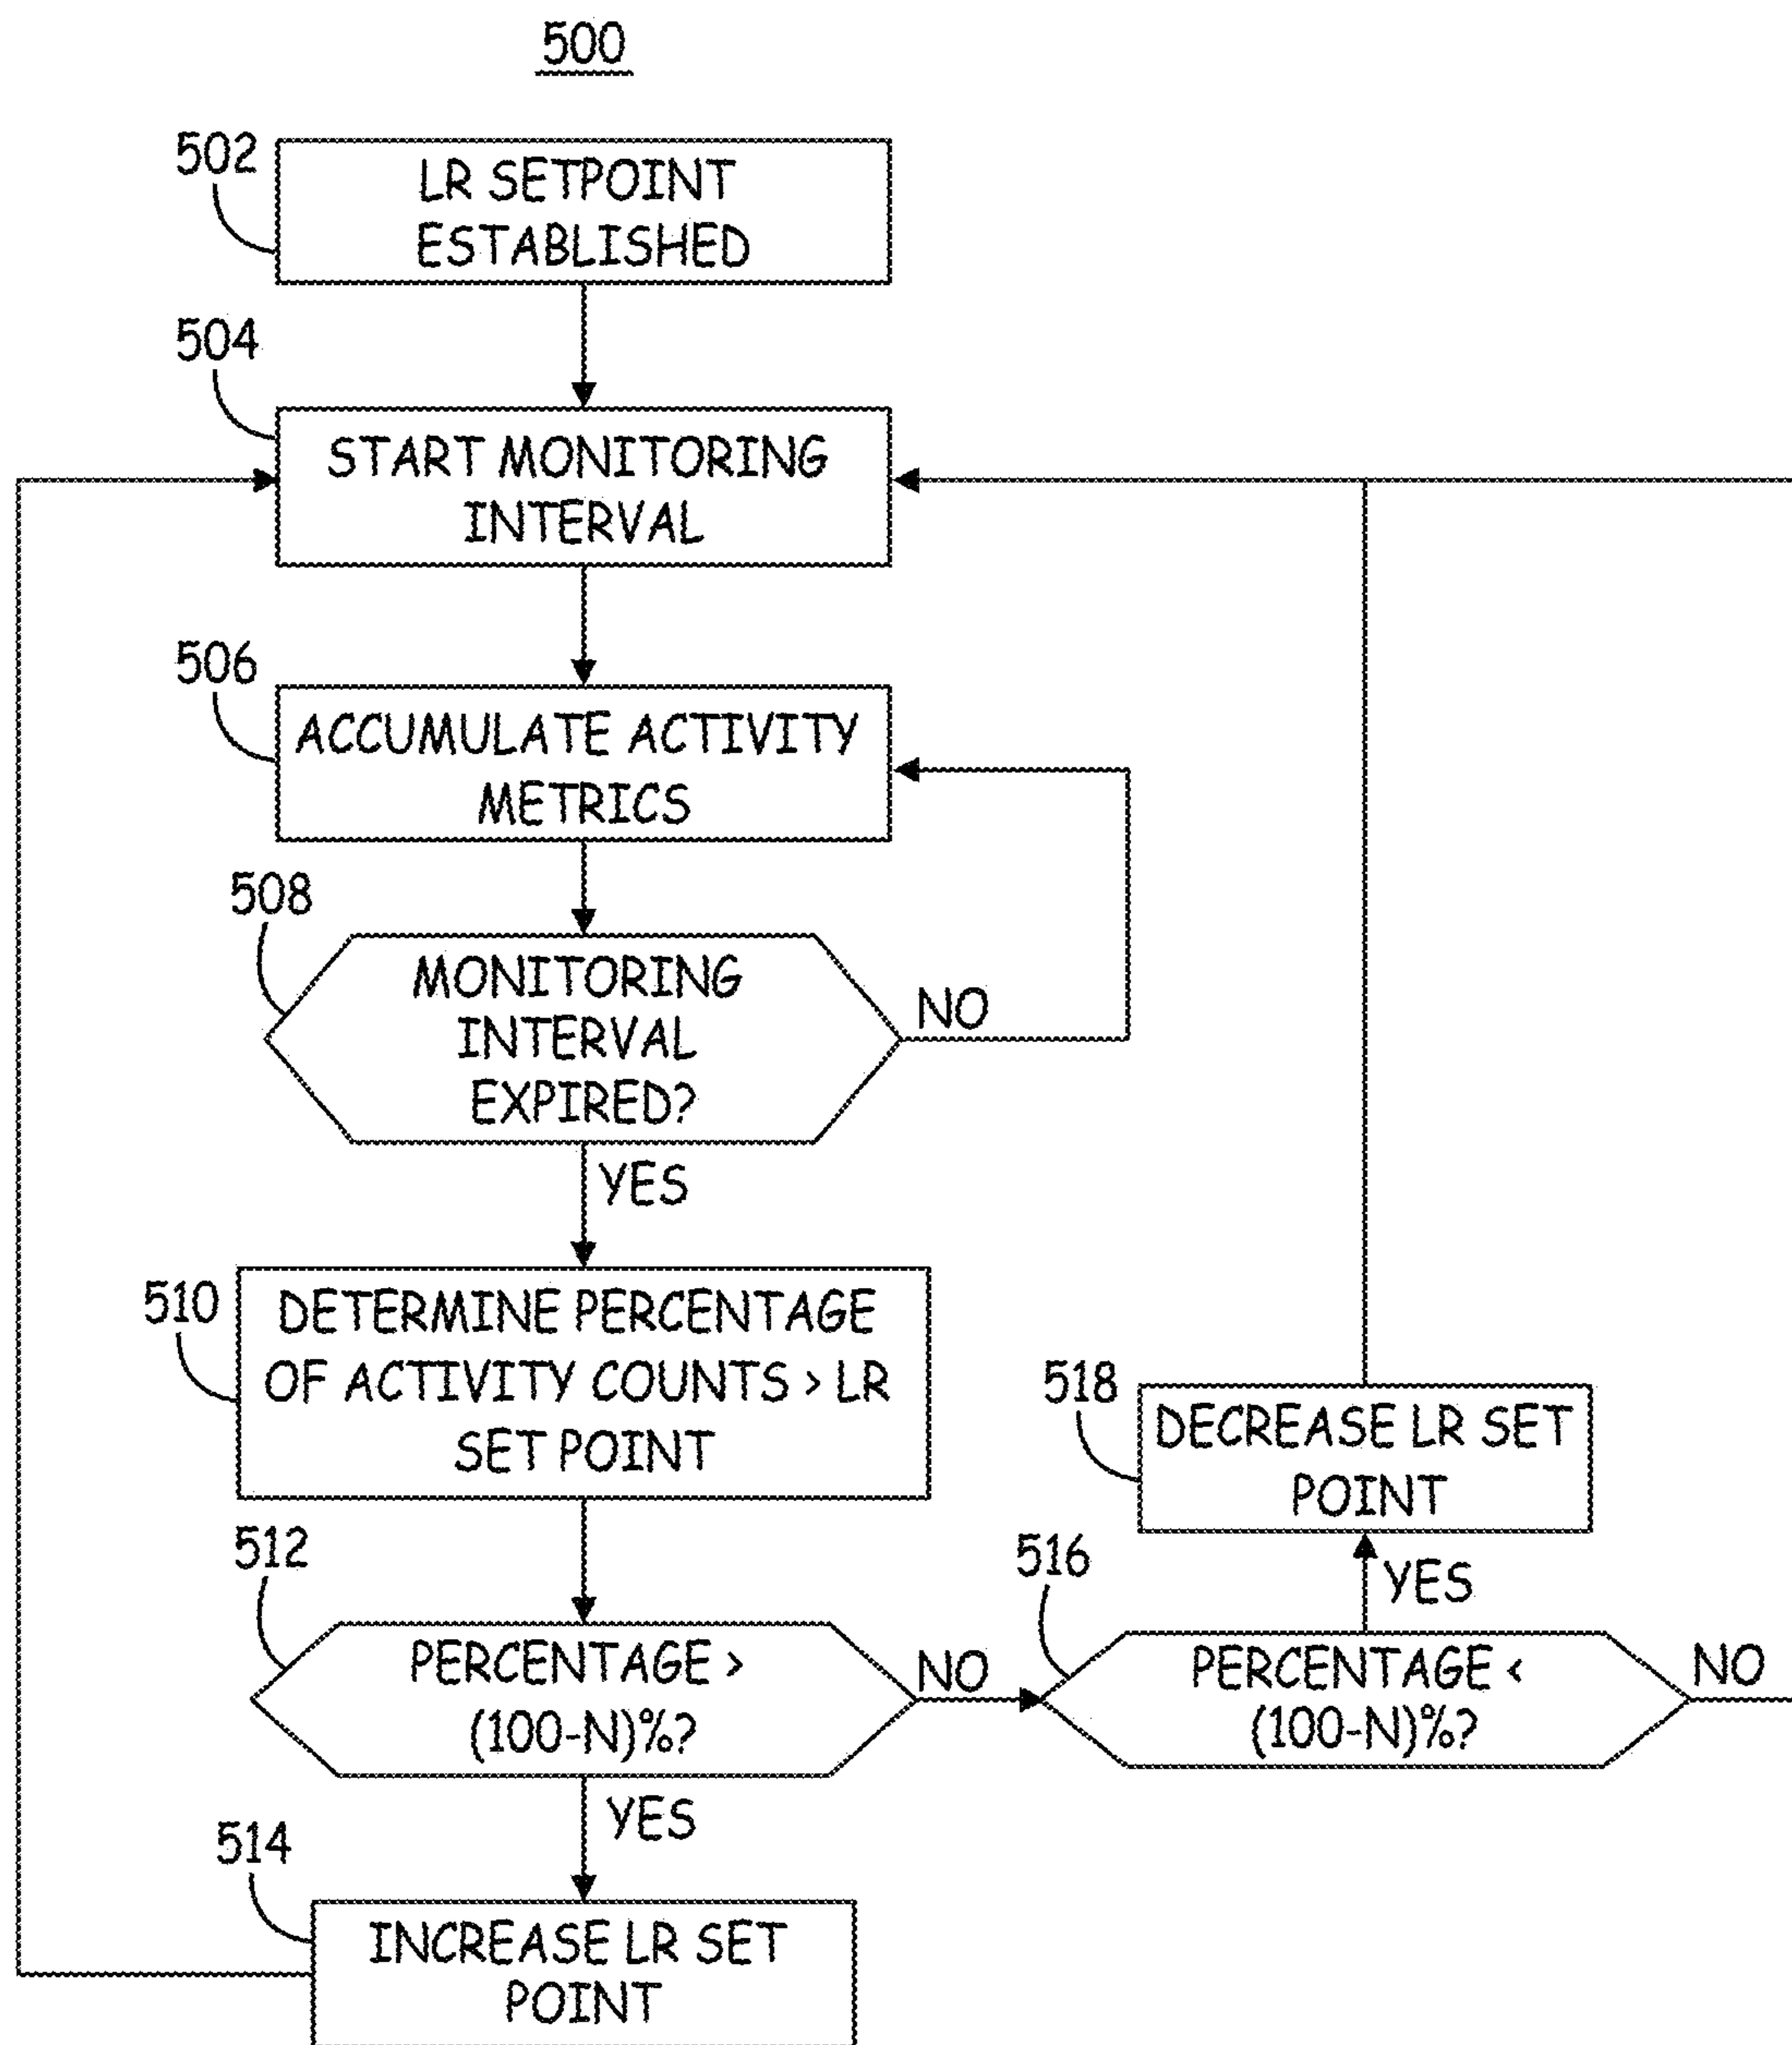 500
502
LR SETPOINT
ESTABLISHED
504
START MONITORING
INTERVAL
506
ACCUMULATE ACTIVITY
METRICS
508
MONITORING
INTERVAL
EXPIRED?
NO
YES
510
DETERMINE PERCENTAGE
OF ACTIVITY COUNTS > LR
SET POINT
518
DECREASE LR SET
POINT
512
PERCENTAGE >
(100-N)%?
NO
516
YES
PERCENTAGE <
(100-N)%?
NO
YES
514
INCREASE LR SET
POINT